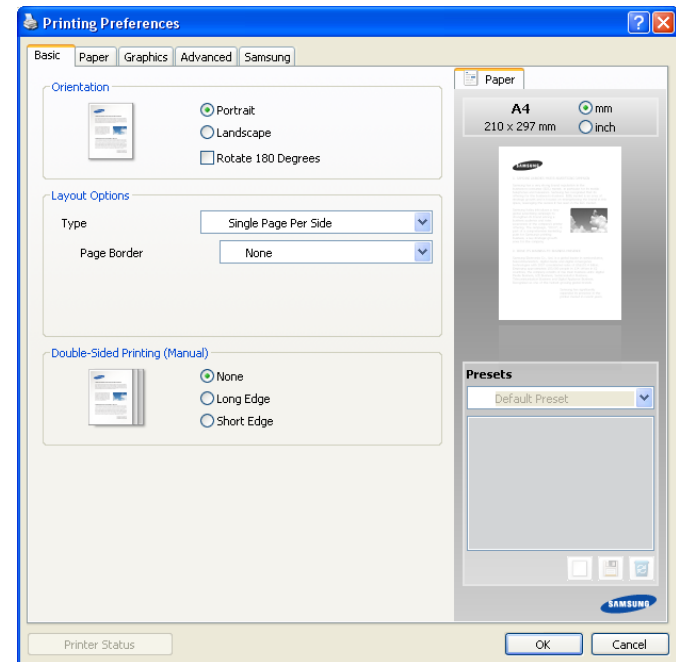 Printing Preferences
Basic Paper Graphics Advanced Samsung
Orientation
Portrait
Landscape
Rotate 180 Degrees
Layout Options
Type Single Page Per Side
Page Border None
Double-Sided Printing (Manual)
None
Long Edge
Short Edge
Paper
A4
210 x 297 mm
mm
inch
SAMSUNG
Presets
Default Preset
SAMSUNG
Printer Status
OK Cancel